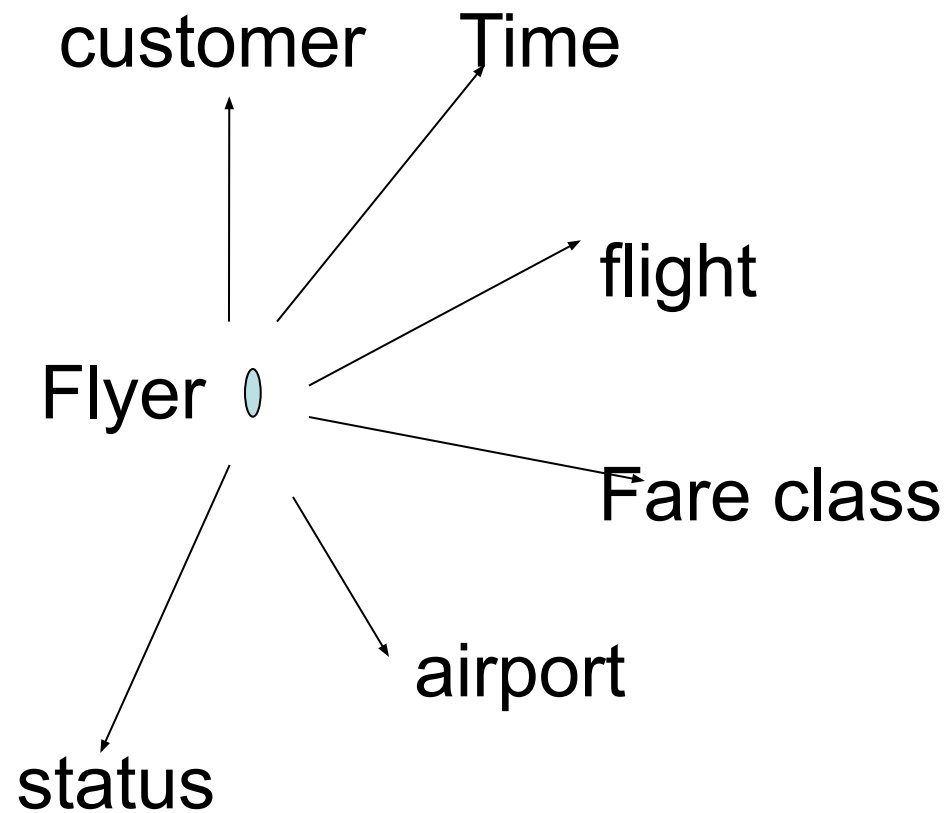 customer
Time
flight
Flyer
Fare class
airport
status